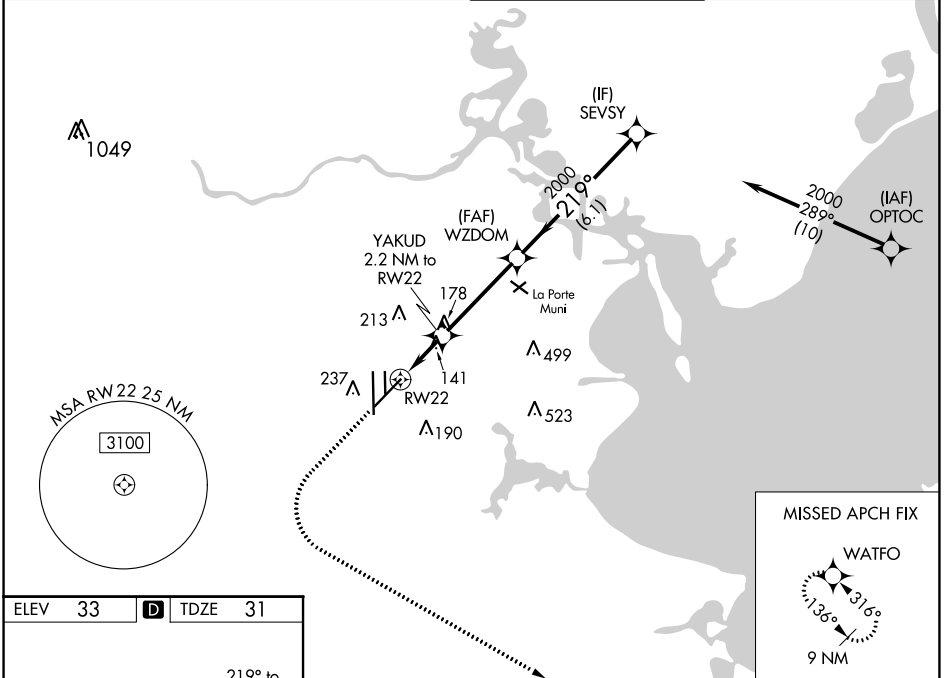 1049
(IF)
SEVSY
2000
219°
(6.1)
2000
289°
(10)
(IAF)
OPTOC
(FAF)
WZDOM
YAKUD
2.2 NM to
RW22
La Porte
Muni
178
213
499
141
237
RW22
523
190
MSA RW 22 25 NM
3100
MISSED APCH FIX
WATFO
136°
316°
9 NM
ELEV 33 D TDZE 31
219° to